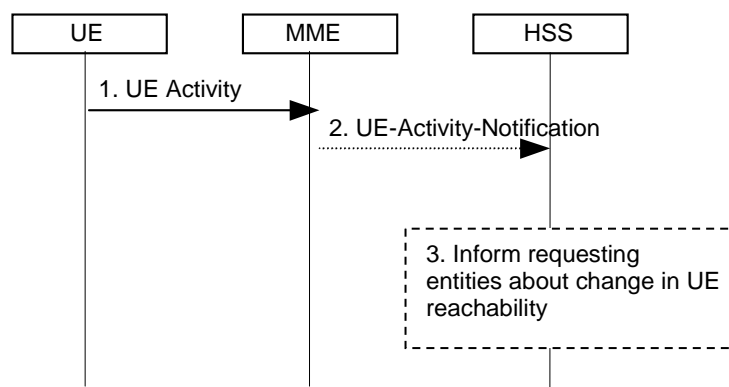 UE
MME
HSS
1. UE Activity
2. UE-Activity-Notification
3. Inform requesting
entities about change in UE
reachability